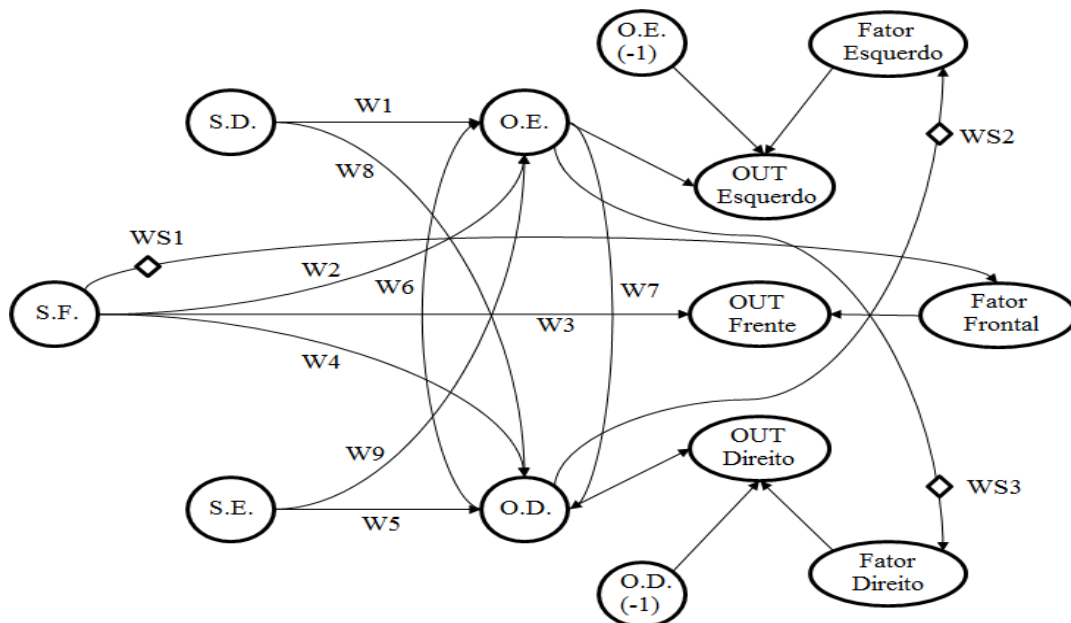 O.E.
(-1)
Fator
Esquerdo
W1
S.D.
O.E.
WS2
W8
OUT
Esquerdo
WS1
W2
W6
W7
S.F.
W3
OUT
Frente
Fator
Frontal
W4
OUT
Direito
W9
WS3
S.E.
W5
O.D.
O.D.
(-1)
Fator
Direito